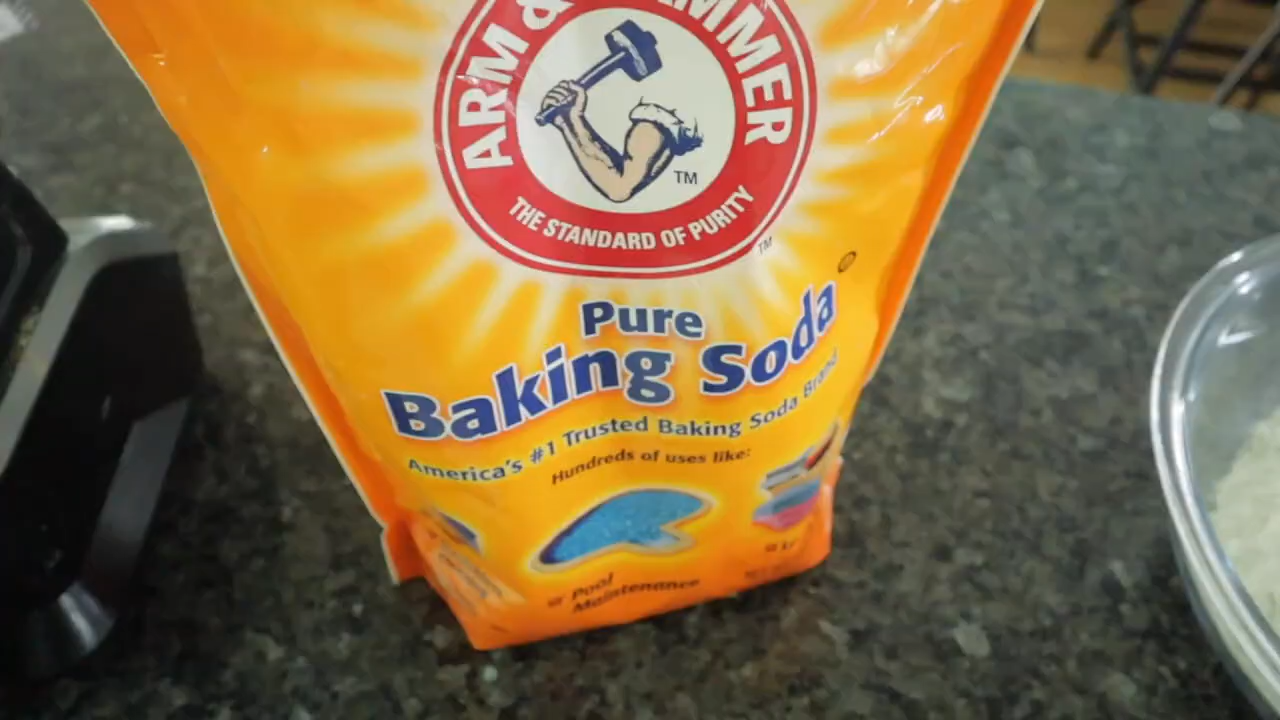 ARM &
MMER
TM
THE STANDARD OF PURITY
TM
Pure
Baking Soda
America's #1 Trusted Baking Soda Brand
Hundreds of uses like:
Pool
Maintenance